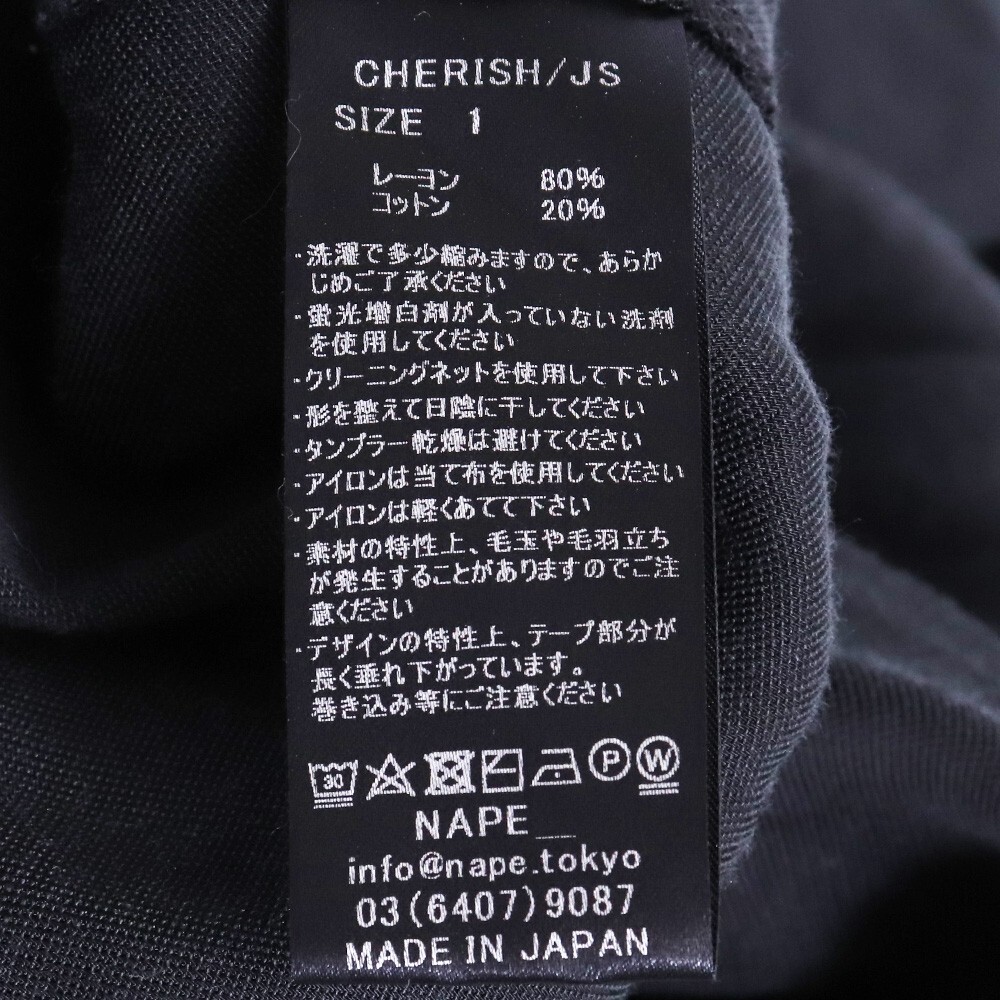 CHERISH/JS
SIZE 1
レーヨン 80%
コットン 20%
・洗濯で多少縮みますので、あらか
じめご了承ください
・蛍光増白剤が入っていない洗剤
を使用してください
・クリーニングネットを使用して下さい
・形を整えて日陰に干してください
・タンブラー乾燥は避けてください
・アイロンは当て布を使用してください
・アイロンは軽くあてて下さい
・素材の特性上、毛玉や毛羽立ち
が発生することがありますのでご注
意ください
・デザインの特性上、テープ部分が
長く垂れ下がっています。
巻き込み等にご注意ください
30 P W
NAPE__
info@nape.tokyo
03(6407)9087
MADE IN JAPAN